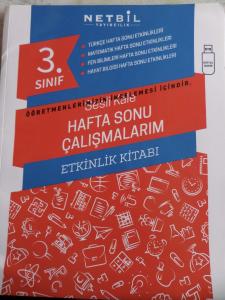 NETBİL
YAYINCILIK
3.
SINIF
TÜRKÇE HAFTA SONU ETKİNLİKLERİ
MATEMATİK HAFTA SONU ETKİNLİKLERİ
FEN BİLİMLERİ HAFTA SONU ETKİNLİKLERİ
HAYAT BİLGİSİ HAFTA SONU ETKİNLİKLERİ
ÖĞRETMENLERİMİZİN İNCELEMESİ İÇİNDİR.
Sesli Kale
HAFTA SONU
ÇALIŞMALARIM
ETKİNLİK KİTABI